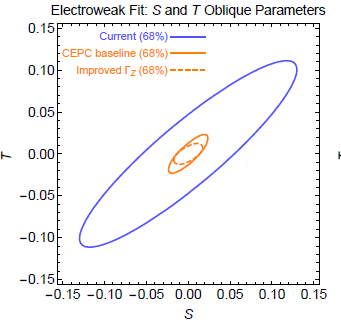 Electroweak Fit: S and T Oblique Parameters
Current (68%)
CEPC baseline (68%)
Improved Γ_Z (68%)
0.15
0.10
0.05
0.00
−0.05
−0.10
−0.15
T
−0.15 −0.10 −0.05 0.00 0.05 0.10 0.15
S